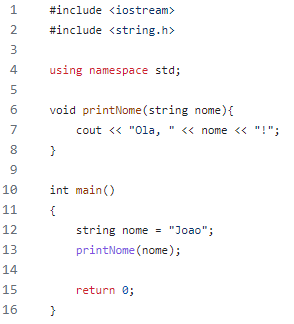 1 #include <iostream>
2 #include <string.h>
3
4 using namespace std;
5
6 void printNome(string nome){
7     cout << "Ola, " << nome << "!";
8 }
9
10 int main()
11 {
12     string nome = "Joao";
13     printNome(nome);
14
15     return 0;
16 }